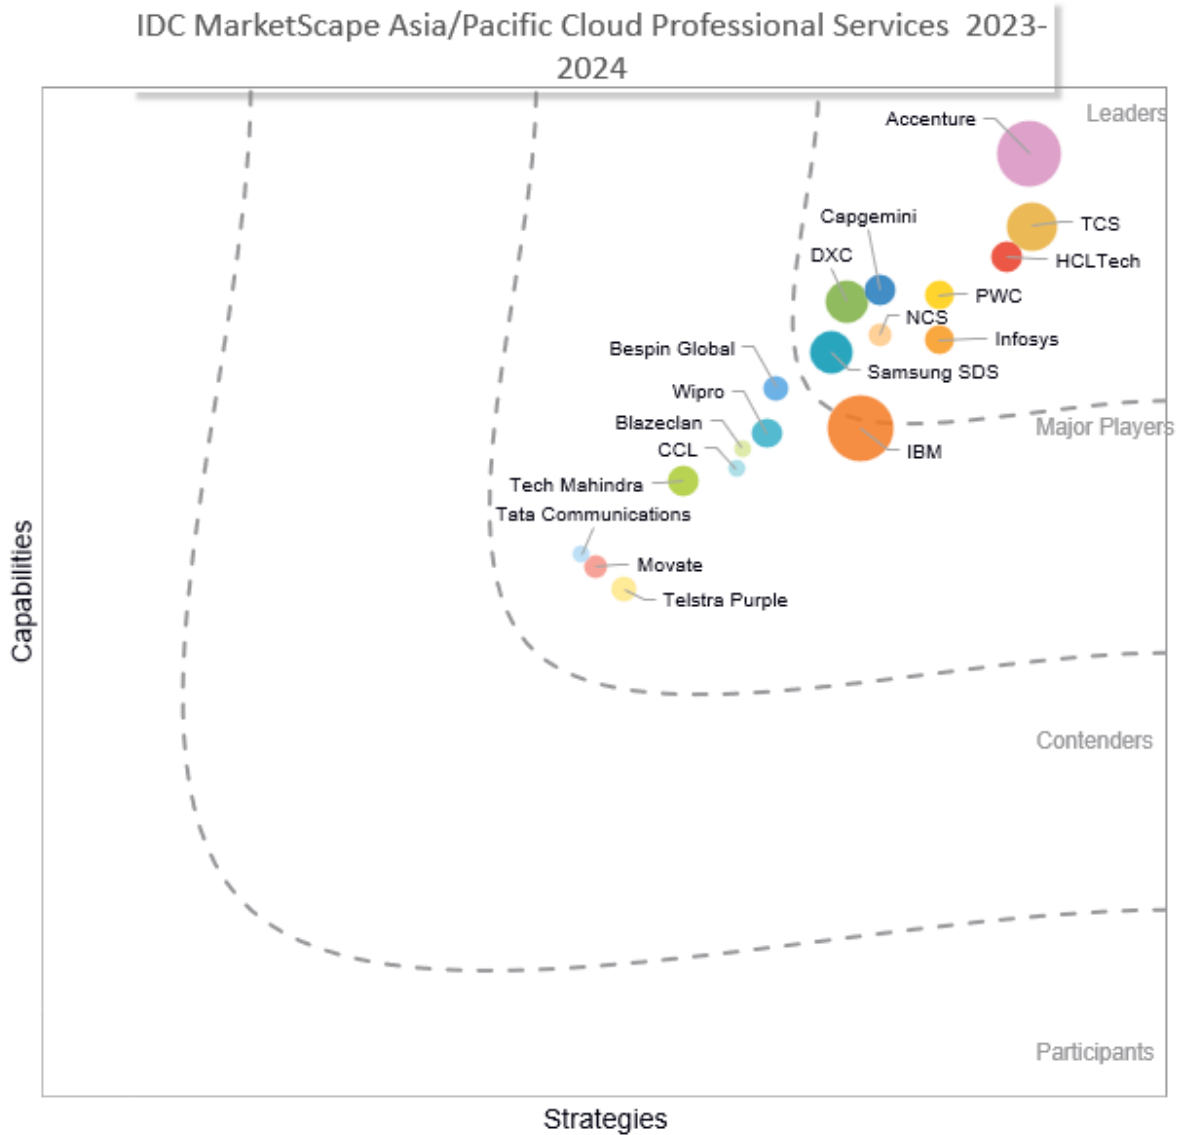 IDC MarketScape Asia/Pacific Cloud Professional Services 2023-
2024
Leaders
Accenture
Capgemini
TCS
DXC
HCLTech
PWC
NCS
Infosys
Bespin Global
Samsung SDS
Wipro
Blazeclan
Major Players
CCL
IBM
Tech Mahindra
Tata Communications
Movate
Telstra Purple
Capabilities
Contenders
Participants
Strategies